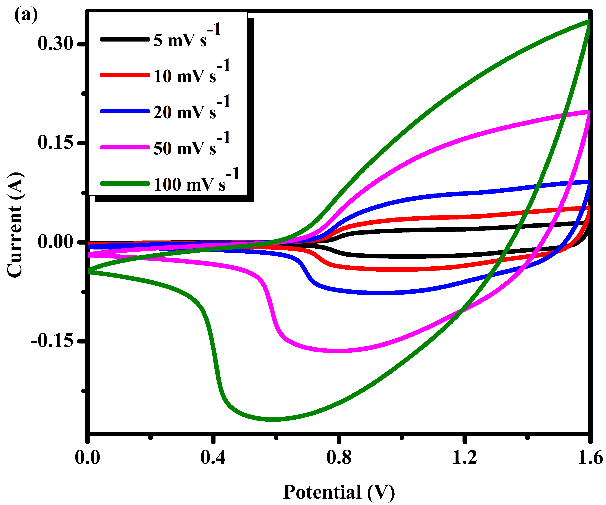 (a)
5 mV s⁻¹
10 mV s⁻¹
20 mV s⁻¹
50 mV s⁻¹
100 mV s⁻¹
0.30
0.15
0.00
-0.15
Current (A)
0.0 0.4 0.8 1.2 1.6
Potential (V)